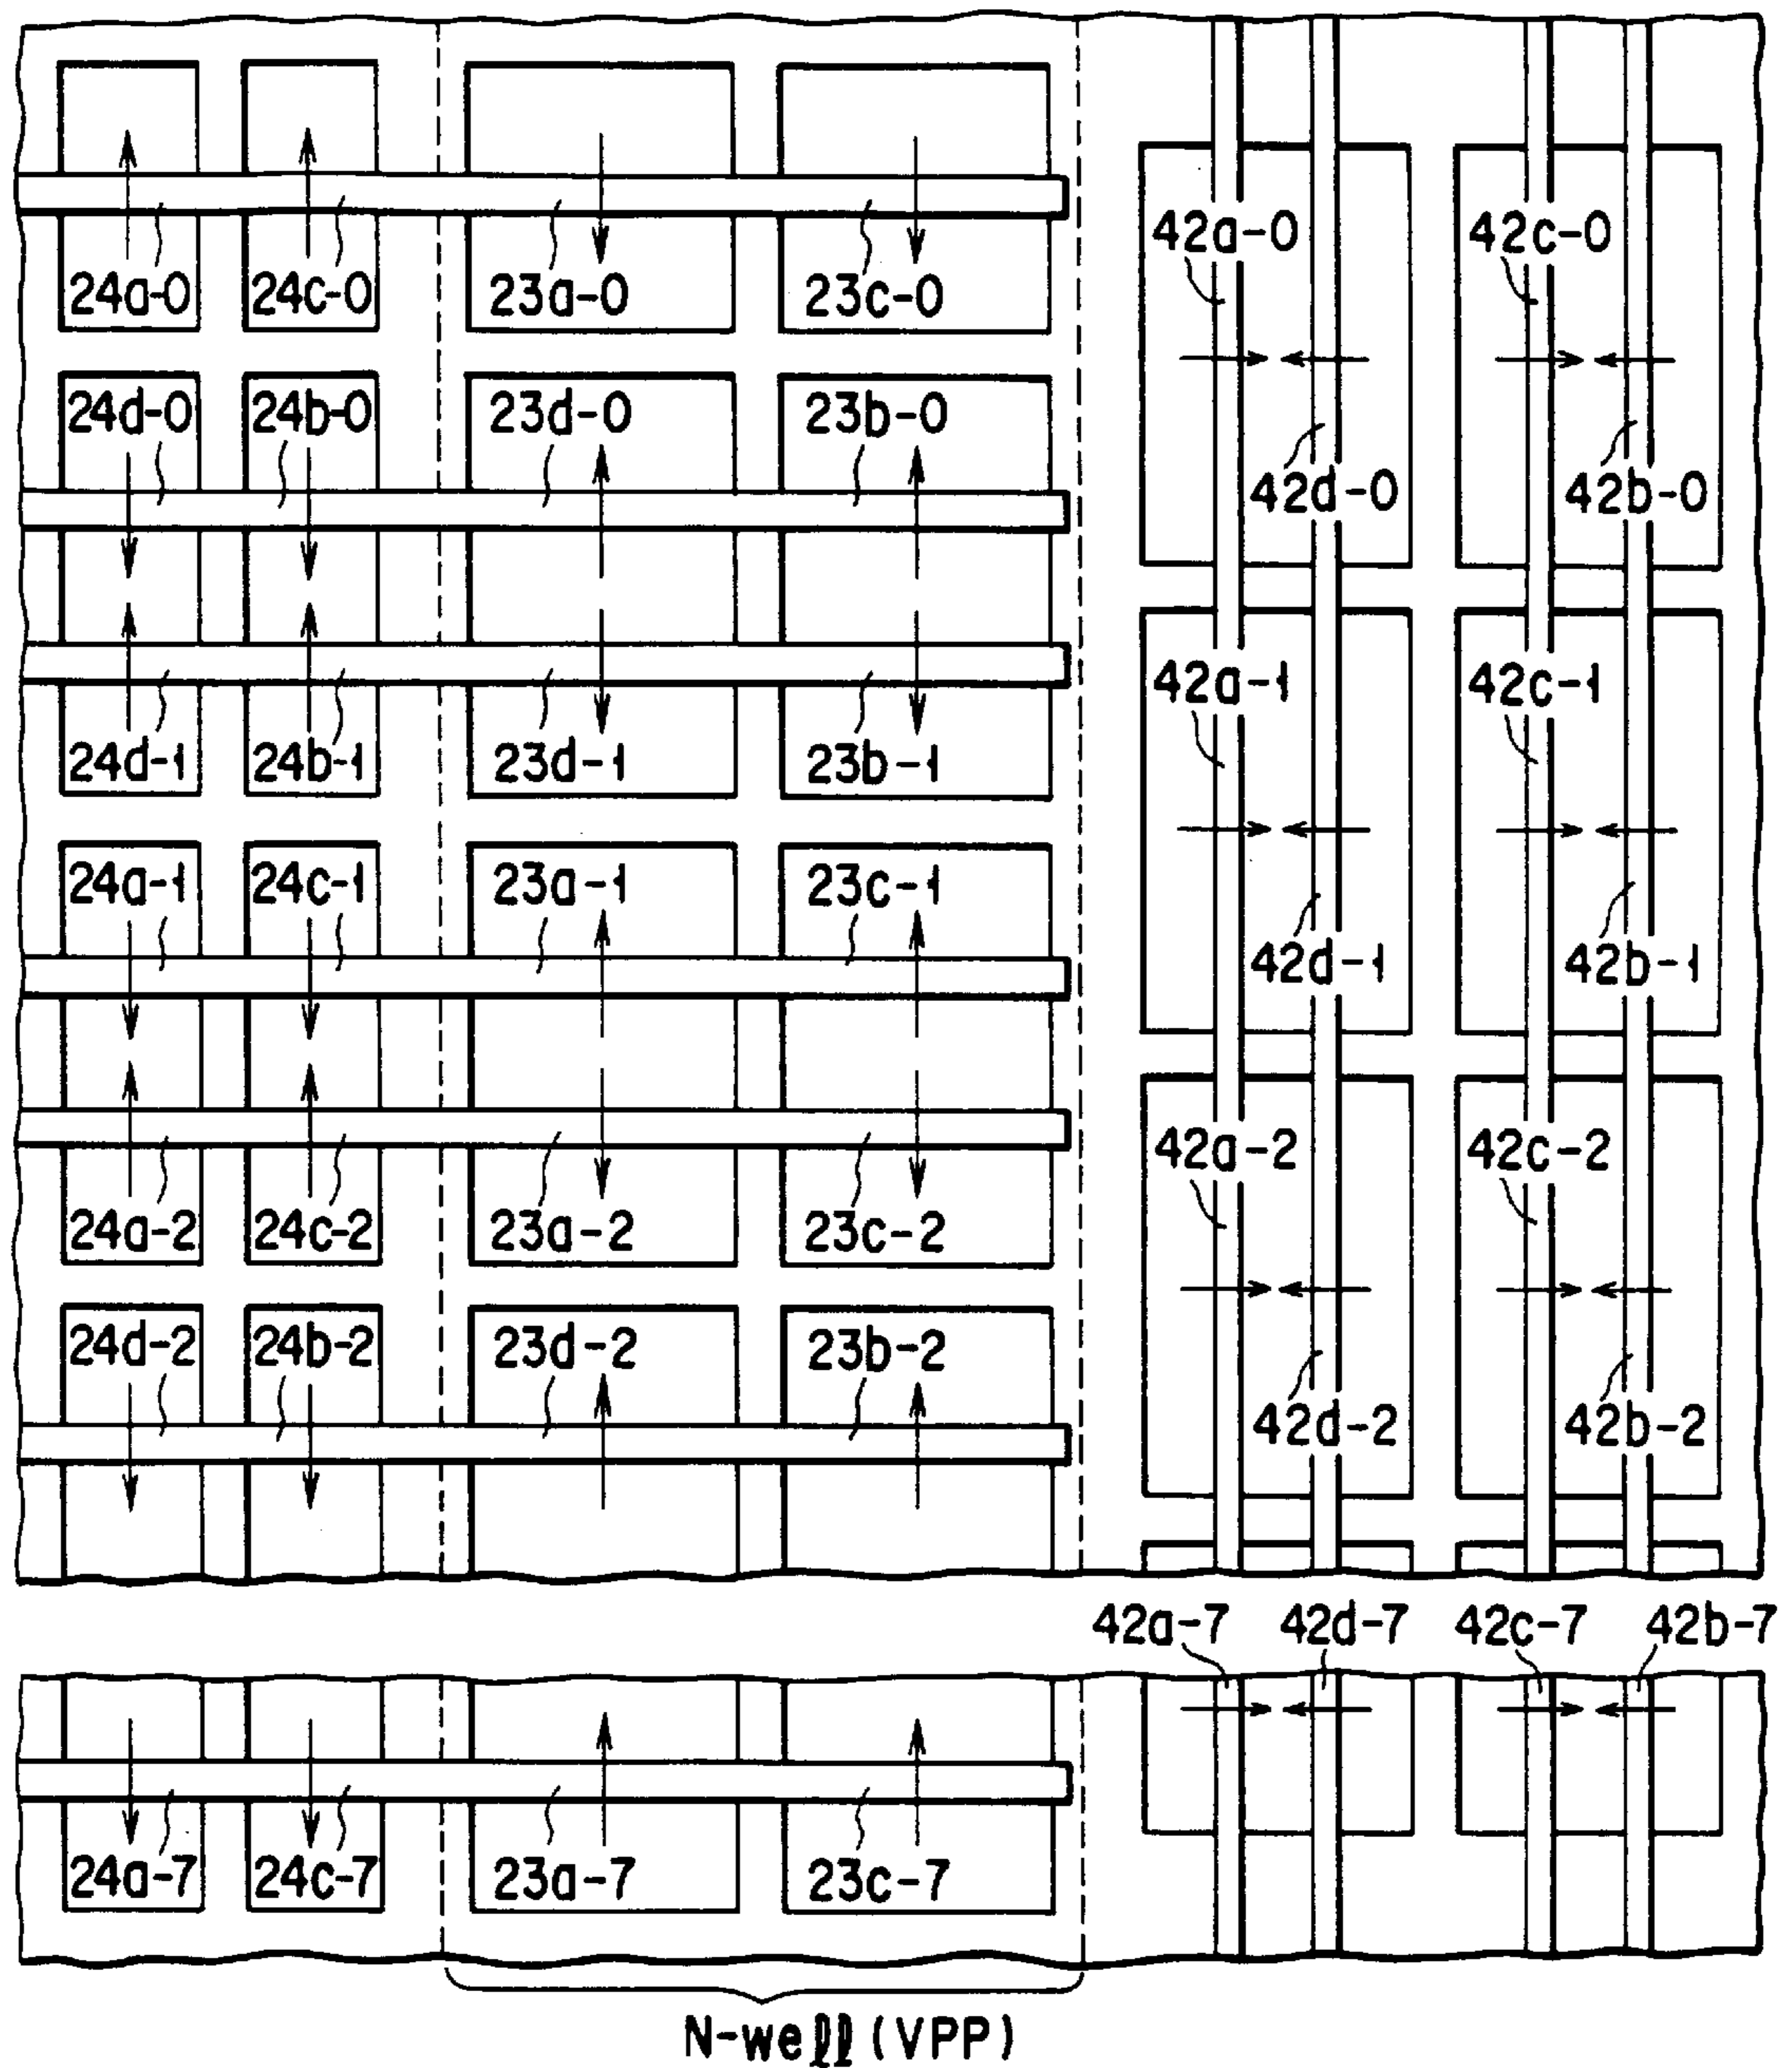 42a-0 42c-0
24a-0 24c-0 23a-0 23c-0
24d-0 24b-0 23d-0 23b-0
42d-0 42b-0
42a-1 42c-1
24d-1 24b-1 23d-1 23b-1
24a-1 24c-1 23a-1 23c-1
42d-1 42b-1
42a-2 42c-2
24a-2 24c-2 23a-2 23c-2
24d-2 24b-2 23d-2 23b-2
42d-2 42b-2
42a-7 42d-7 42c-7 42b-7
24a-7 24c-7 23a-7 23c-7
N-well (VPP)